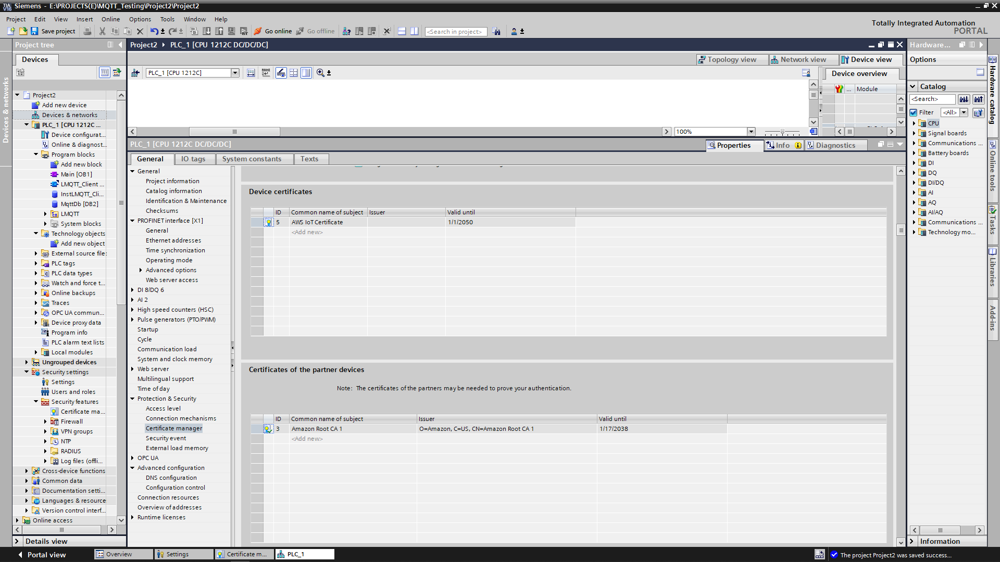 Siemens - E:\PROJECTS(E)\MQTT_Testing\Project2\Project2
Project Edit View Insert Online Options Tools Window Help
Totally Integrated Automation
PORTAL
Save project
Go online
Go offline
<Search in project>
Project tree
Project2 PLC_1 [CPU 1212C DC/DC/DC]
Hardware...
Devices
Topology view
Network view
Device view
Options
PLC_1 [CPU 1212C]
Device overview
... Module
100%
Devices & networks
Project2
Add new device
Devices & networks
PLC_1 [CPU 1212C ...
Device configurat...
Online & diagnost...
Program blocks
Add new block
Main [OB1]
LMQTT_Client ...
InstLMQTT_Cli...
MqttDb [DB2]
LMQTT
System blocks
Technology objects
Add new object
External source file
PLC tags
PLC data types
Watch and force t...
Online backups
Traces
OPC UA commun...
Device proxy data
Program info
PLC alarm text lists
Local modules
Ungrouped devices
Security settings
Settings
Users and roles
Security features
Certificate ma...
Firewall
VPN groups
NTP
RADIUS
Log files (offli...
Cross-device functions
Common data
Documentation setti...
Languages & resource
Version control interf...
Online access
Details view
PLC_1 [CPU 1212C DC/DC/DC]
Properties
Info
Diagnostics
General
IO tags
System constants
Texts
General
Project information
Catalog information
Identification & Maintenance
Checksums
PROFINET interface [X1]
General
Ethernet addresses
Time synchronization
Operating mode
Advanced options
Web server access
DI 8/DQ 6
AI 2
High speed counters (HSC)
Pulse generators (PTO/PWM)
Startup
Cycle
Communication load
System and clock memory
Web server
Multilingual support
Time of day
Protection & Security
Access level
Connection mechanisms
Certificate manager
Security event
External load memory
OPC UA
Advanced configuration
DNS configuration
Configuration control
Connection resources
Overview of addresses
Runtime licenses
Device certificates
ID Common name of subject Issuer Valid until
5 AWS IoT Certificate 1/1/2050
<Add new>
Certificates of the partner devices
Note: The certificates of the partners may be needed to prove your authentication.
ID Common name of subject Issuer Valid until
3 Amazon Root CA 1 O=Amazon, C=US, CN=Amazon Root CA 1 1/17/2038
<Add new>
Catalog
<Search>
Filter <All>
CPU
Signal boards
Communications ...
Battery boards
DI
DQ
DI/DQ
AI
AQ
AI/AQ
Communications ...
Technology mo...
Information
Hardware catalog
Online tools
Tasks
Libraries
Add-ins
Portal view
Overview
Settings
Certificate m...
PLC_1
The project Project2 was saved success...